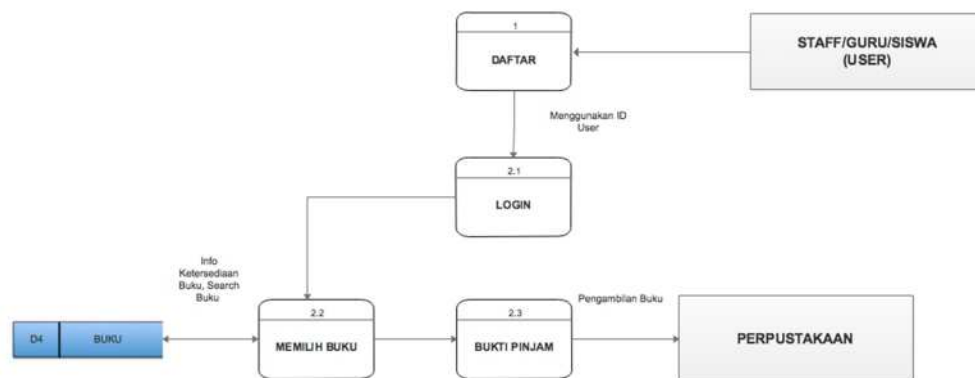 1
DAFTAR
STAFF/GURU/SISWA
(USER)
Menggunakan ID
User
2.1
LOGIN
Info
Ketersediaan
Buku, Search
Buku
D4
BUKU
2.2
MEMILIH BUKU
2.3
BUKTI PINJAM
Pengambilan Buku
PERPUSTAKAAN